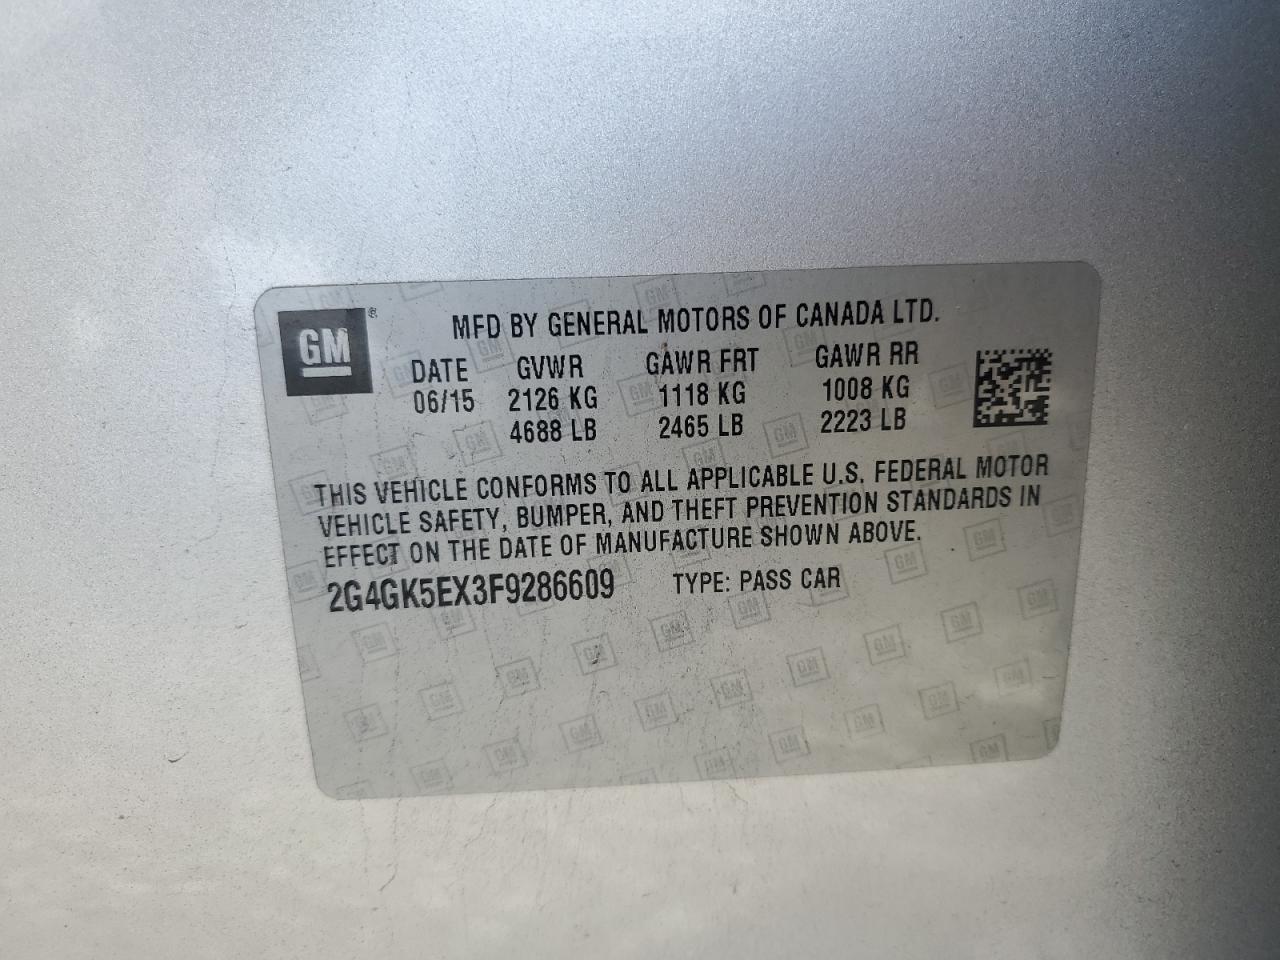 GM®
MFD BY GENERAL MOTORS OF CANADA LTD.
DATE GVWR GAWR FRT GAWR RR
06/15 2126 KG 1118 KG 1008 KG
4688 LB 2465 LB 2223 LB
THIS VEHICLE CONFORMS TO ALL APPLICABLE U.S. FEDERAL MOTOR
VEHICLE SAFETY, BUMPER, AND THEFT PREVENTION STANDARDS IN
EFFECT ON THE DATE OF MANUFACTURE SHOWN ABOVE.
2G4GK5EX3F9286609 TYPE: PASS CAR